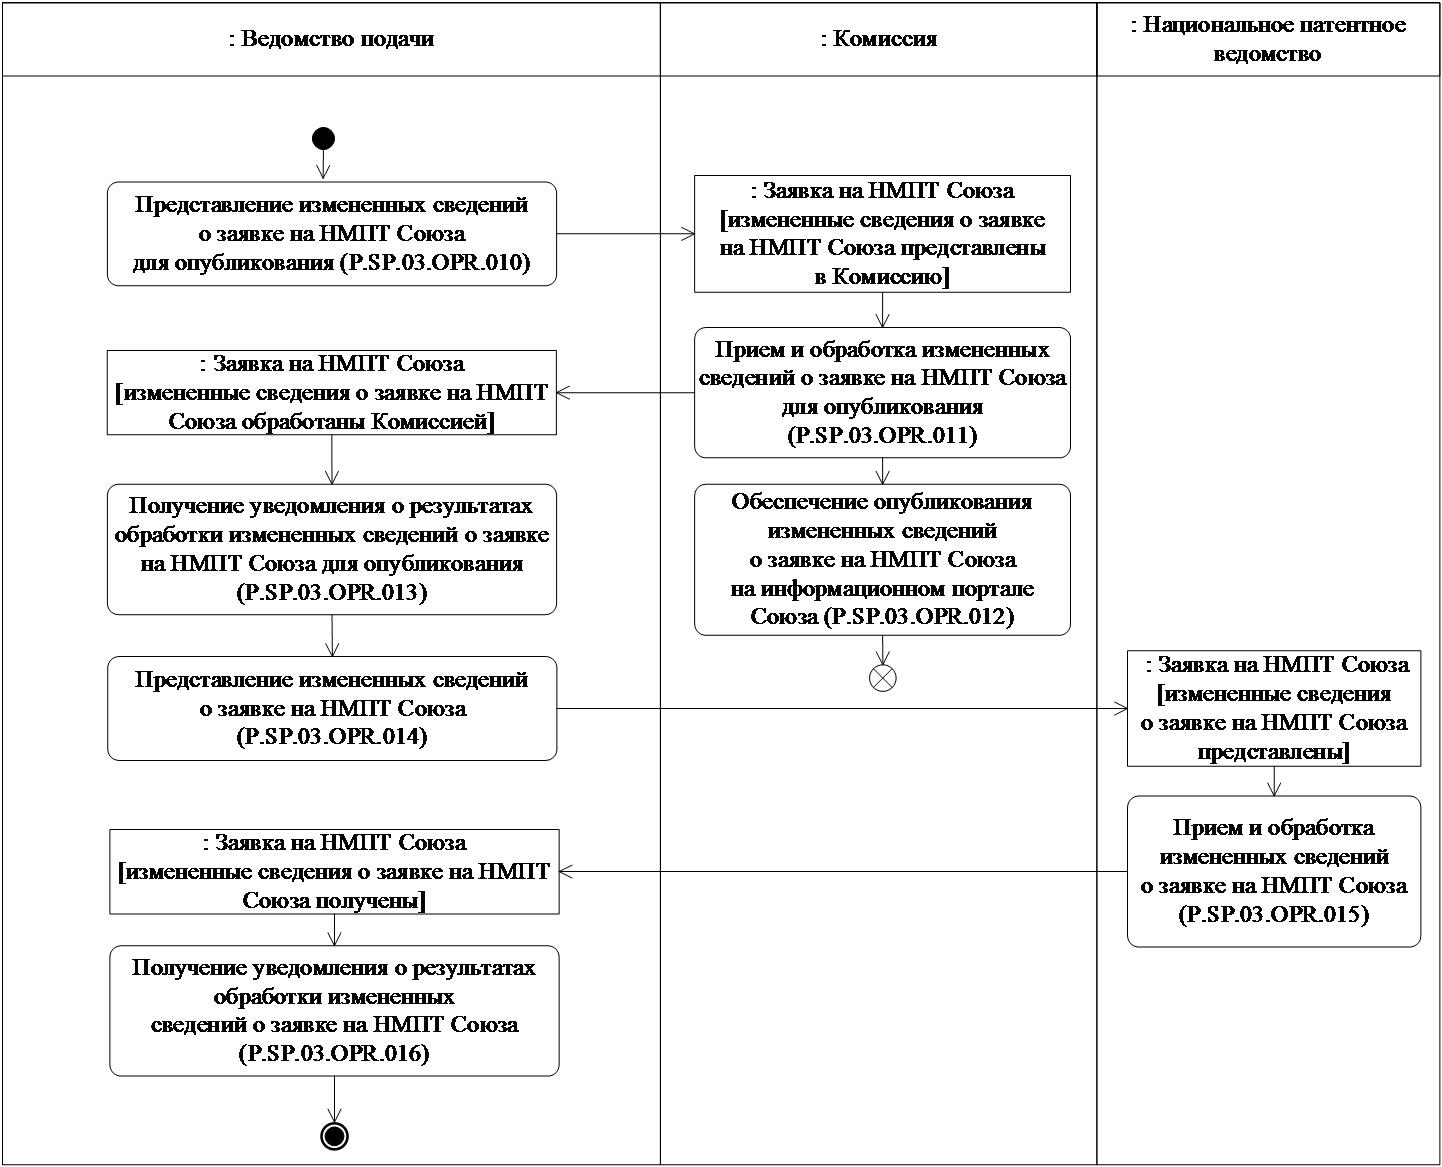 : Ведомство подачи
: Комиссия
: Национальное патентное
ведомство
Представление измененных сведений
о заявке на НМПТ Союза
для опубликования (P.SP.03.OPR.010)
: Заявка на НМПТ Союза
[измененные сведения о заявке
на НМПТ Союза представлены
в Комиссию]
Прием и обработка измененных
сведений о заявке на НМПТ Союза
для опубликования
(P.SP.03.OPR.011)
: Заявка на НМПТ Союза
[измененные сведения о заявке на НМПТ
Союза обработаны Комиссией]
Получение уведомления о результатах
обработки измененных сведений о заявке
на НМПТ Союза для опубликования
(P.SP.03.OPR.013)
Обеспечение опубликования
измененных сведений
о заявке на НМПТ Союза
на информационном портале
Союза (P.SP.03.OPR.012)
Представление измененных сведений
о заявке на НМПТ Союза
(P.SP.03.OPR.014)
: Заявка на НМПТ Союза
[измененные сведения
о заявке на НМПТ Союза
представлены]
Прием и обработка
измененных сведений
о заявке на НМПТ Союза
(P.SP.03.OPR.015)
: Заявка на НМПТ Союза
[измененные сведения о заявке на НМПТ
Союза получены]
Получение уведомления о результатах
обработки измененных
сведений о заявке на НМПТ Союза
(P.SP.03.OPR.016)